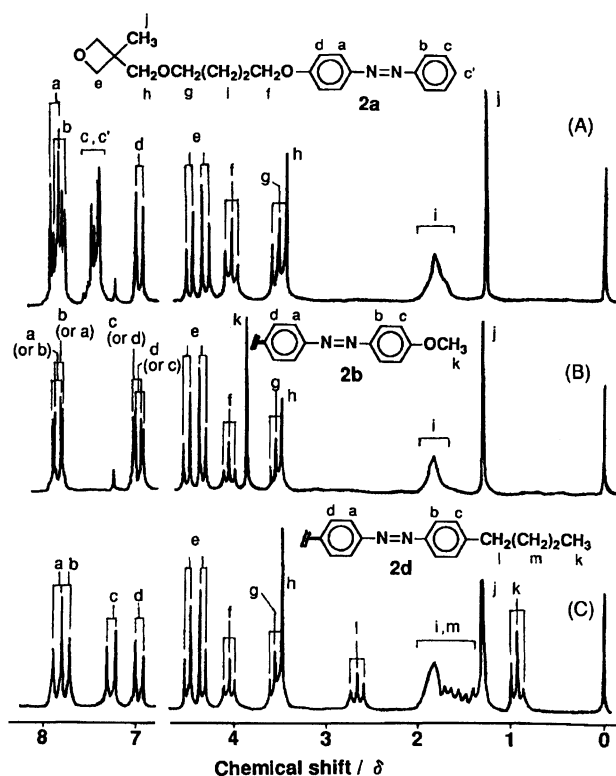 j
CH₃
d a b c
O CH₂OCH₂(CH₂)₂CH₂O N=N c'
e h g i f
2a
(A)
a
b
c , c'
d
e
f
g
h
i
j
d a b c
N=N OCH₃
k
2b
(B)
a
(or b)
b
(or a)
c
(or d)
d
(or c)
e
k
f
g
h
i
j
d a b c
N=N CH₂(CH₂)₂CH₃
l m k
2d
(C)
a b
c
d
e
f
g
h
l
i,m
j
k
8 7 6 4 3 2 1 0
Chemical shift / δ